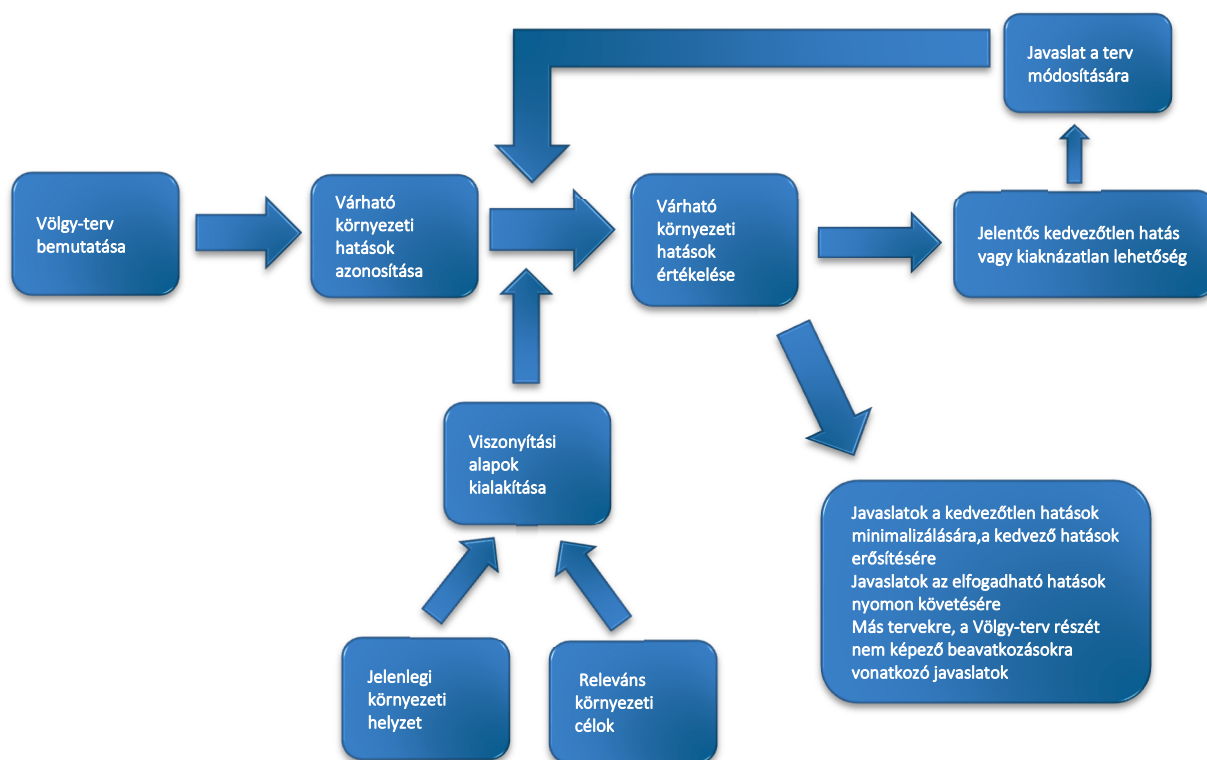 Javaslat a terv
módosítására
Völgy-terv
bemutatása
Várható
környezeti
hatások
azonosítása
Várható
környezeti
hatások
értékelése
Jelentős kedvezőtlen hatás
vagy kiaknázatlan lehetőség
Viszonyítási
alapok
kialakítása
Javaslatok a kedvezőtlen hatások
minimalizálására,a kedvező hatások
erősítésére
Javaslatok az elfogadható hatások
nyomon követésére
Más tervekre, a Völgy-terv részét
nem képező beavatkozásokra
vonatkozó javaslatok
Jelenlegi
környezeti
helyzet
Releváns
környezeti
célok